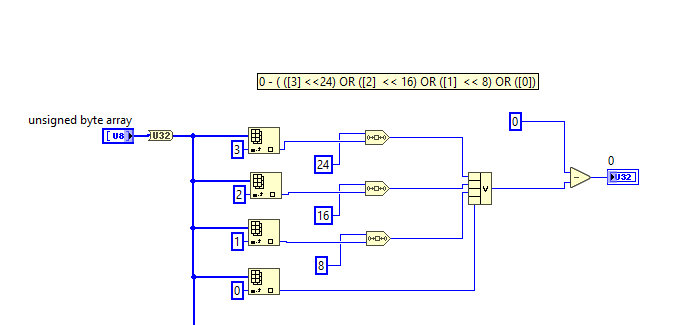 0 - ( ([3] <<24) OR ([2]  << 16) OR ([1]  << 8) OR ([0])
unsigned byte array
U8
U32
3
24
2
16
1
8
0
V
0
-
0
U32